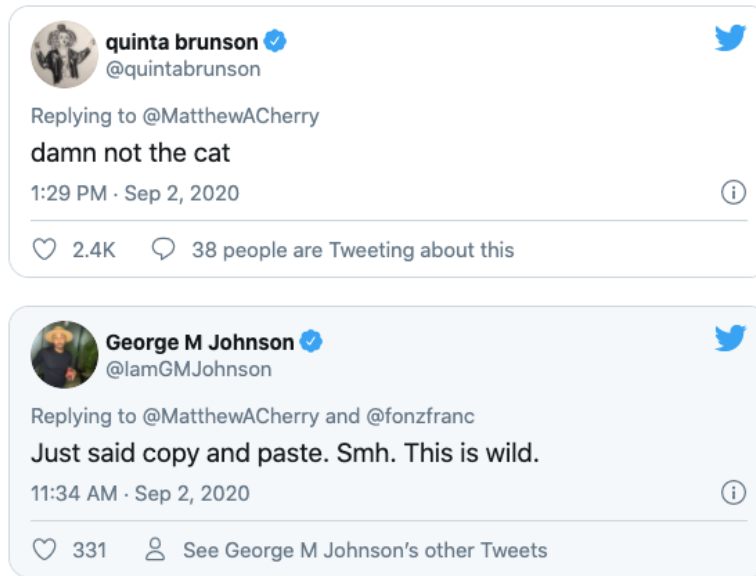 quinta brunson
@quintabrunson
Replying to @MatthewACherry
damn not the cat
1:29 PM · Sep 2, 2020
2.4K 38 people are Tweeting about this
George M Johnson
@IamGMJohnson
Replying to @MatthewACherry and @fonzfranc
Just said copy and paste. Smh. This is wild.
11:34 AM · Sep 2, 2020
331 See George M Johnson's other Tweets